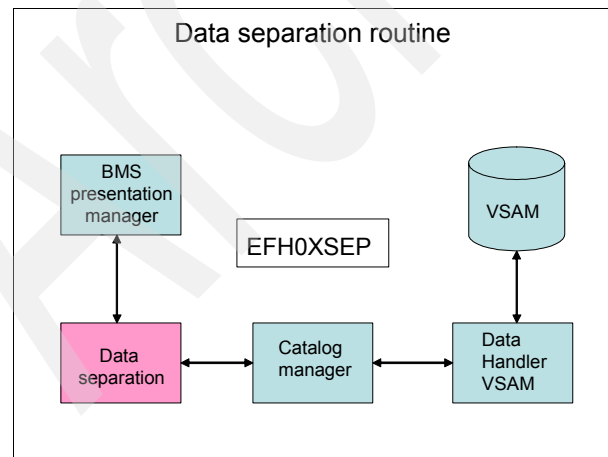 Data separation routine
BMS
presentation
manager
VSAM
EFH0XSEP
Data
separation
Catalog
manager
Data
Handler
VSAM